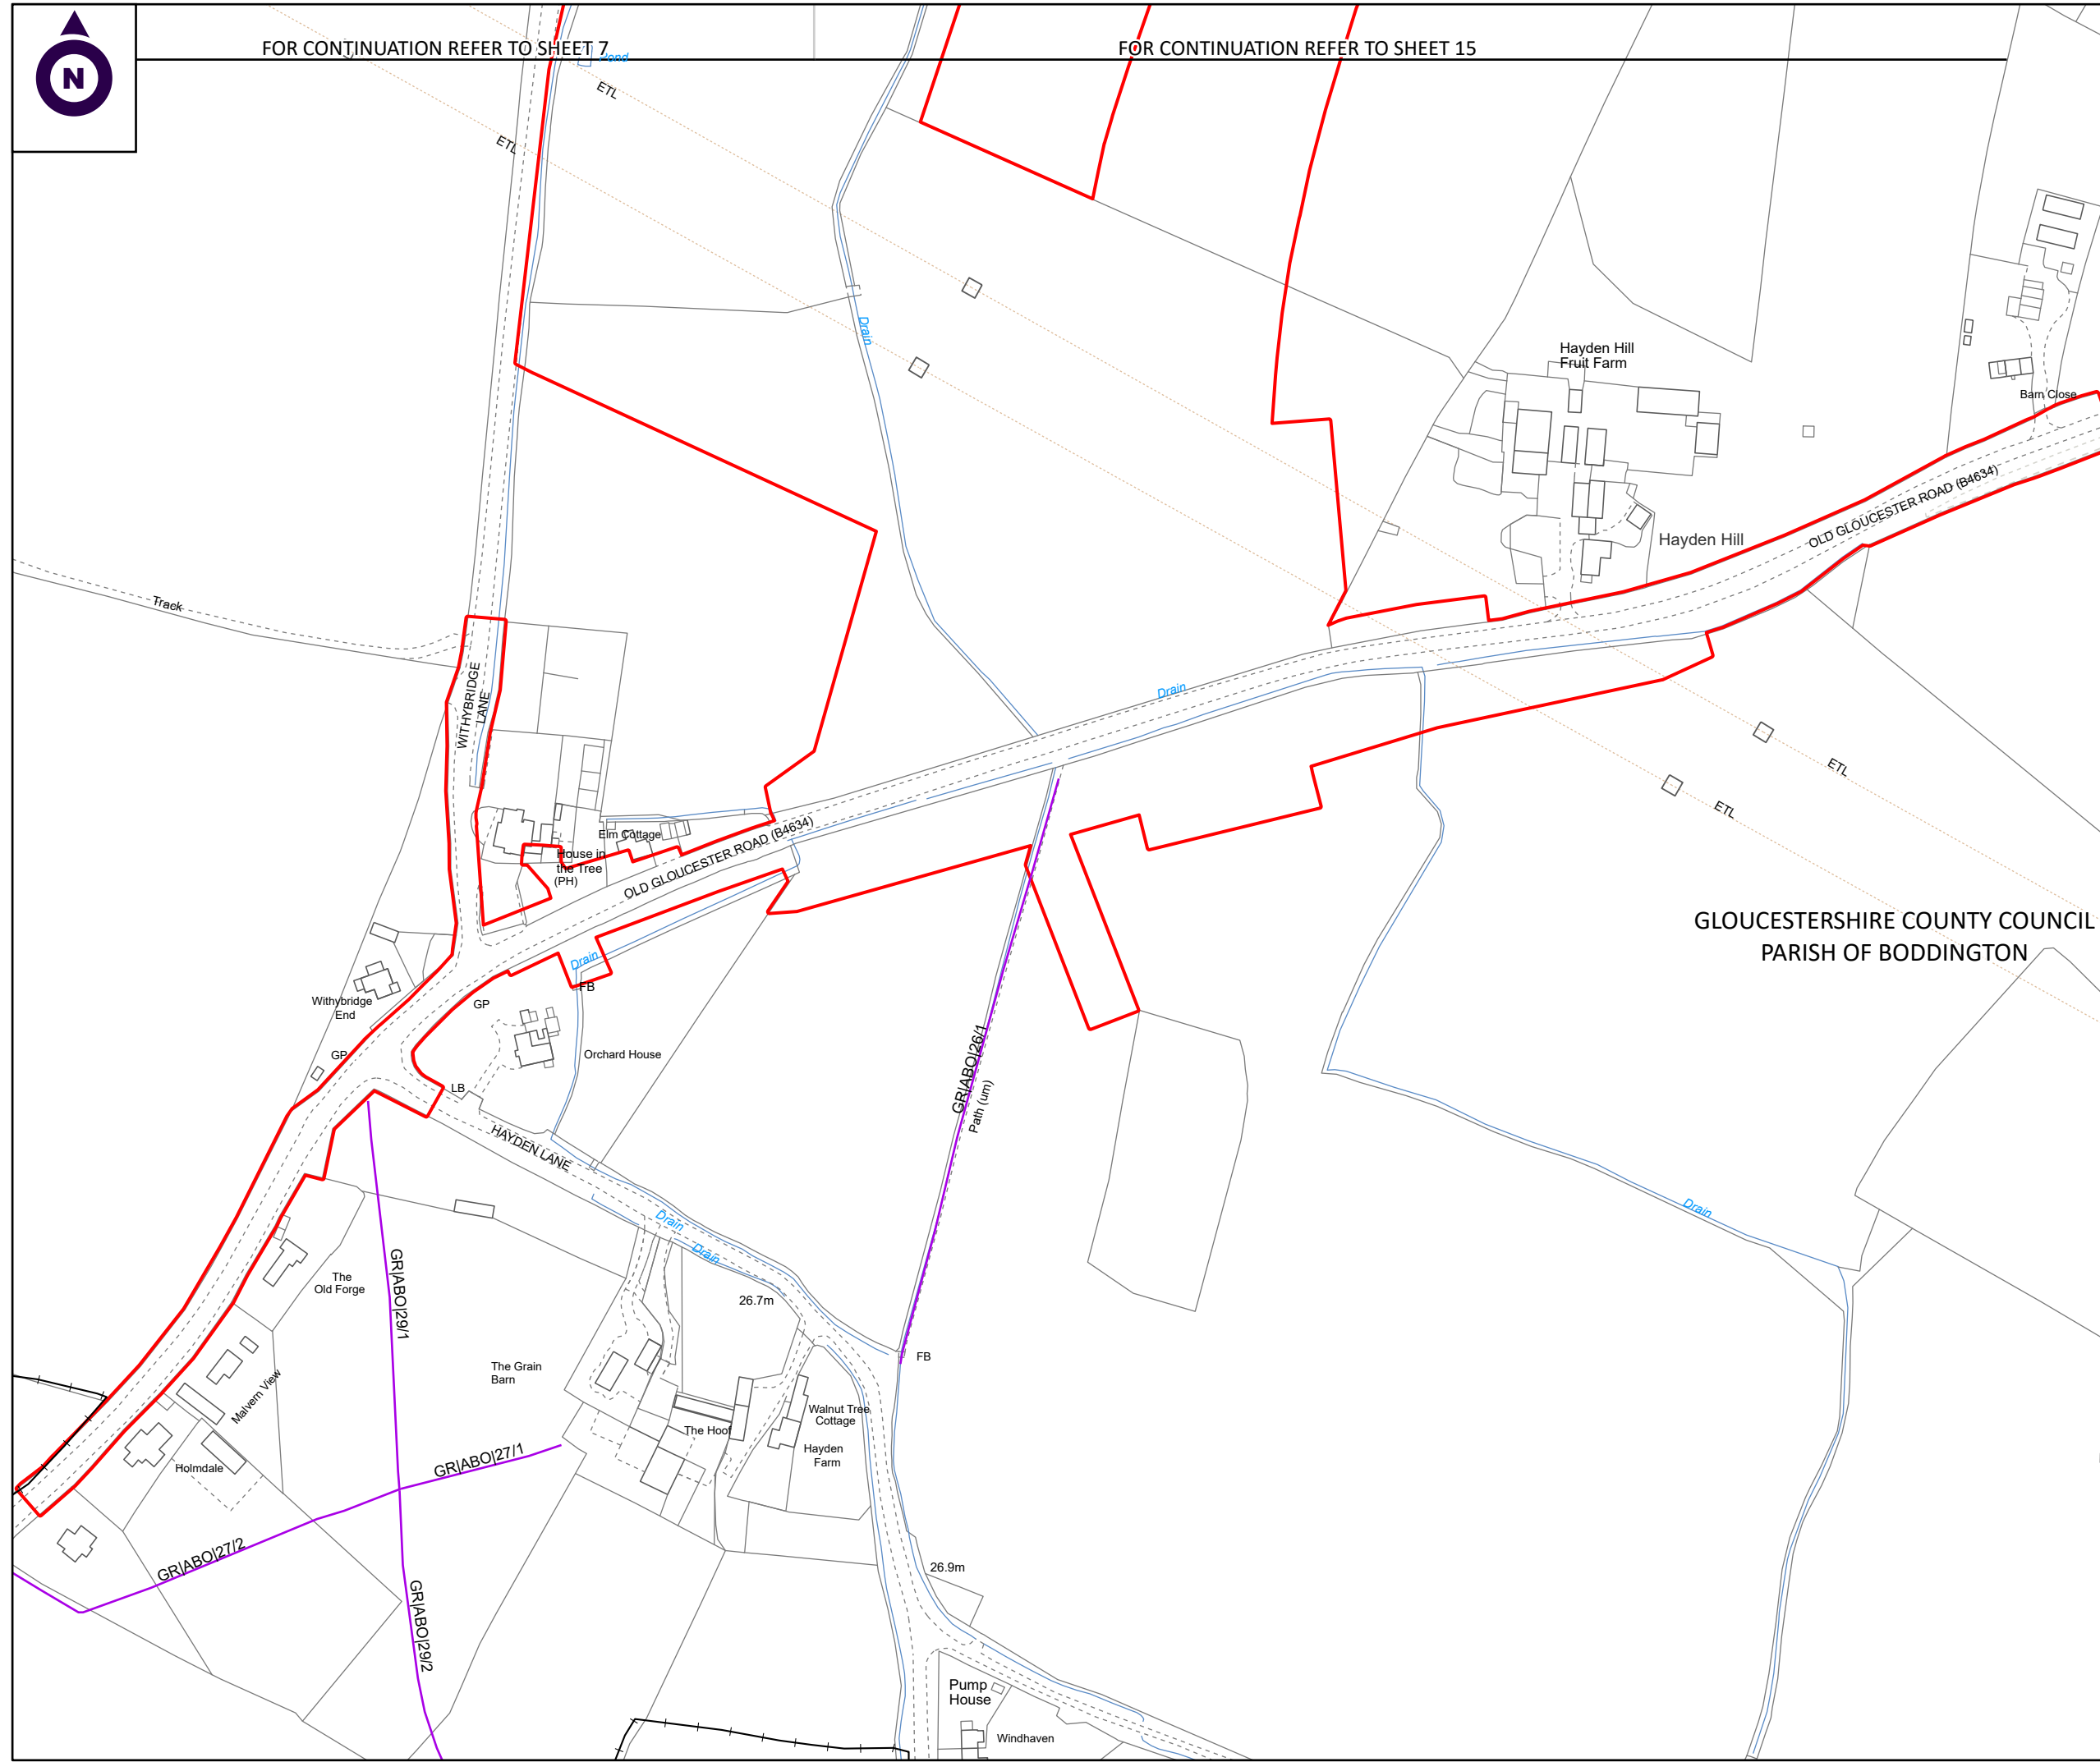 N
FOR CONTINUATION REFER TO SHEET 7
FOR CONTINUATION REFER TO SHEET 15
Pond
ETL
ETL
Drain
Hayden Hill
Fruit Farm
Barn Close
OLD GLOUCESTER ROAD (B4634)
Hayden Hill
Track
WITHYBRIDGE
LANE
Drain
ETL
ETL
Elm Cottage
House in
the Tree
(PH)
OLD GLOUCESTER ROAD (B4634)
GLOUCESTERSHIRE COUNTY COUNCIL
PARISH OF BODDINGTON
Drain
FB
Withybridge
End
GP
GP
Orchard House
LB
GR|ABO|26/1
Path (um)
HAYDEN LANE
Drain
Drain
Drain
The
Old Forge
GR|ABO|29/1
26.7m
FB
The Grain
Barn
Malvern View
Walnut Tree
Cottage
The Hoof
Hayden
Farm
Holmdale
GR|ABO|27/1
GR|ABO|27/2
GR|ABO|29/2
26.9m
Pump
House
Windhaven